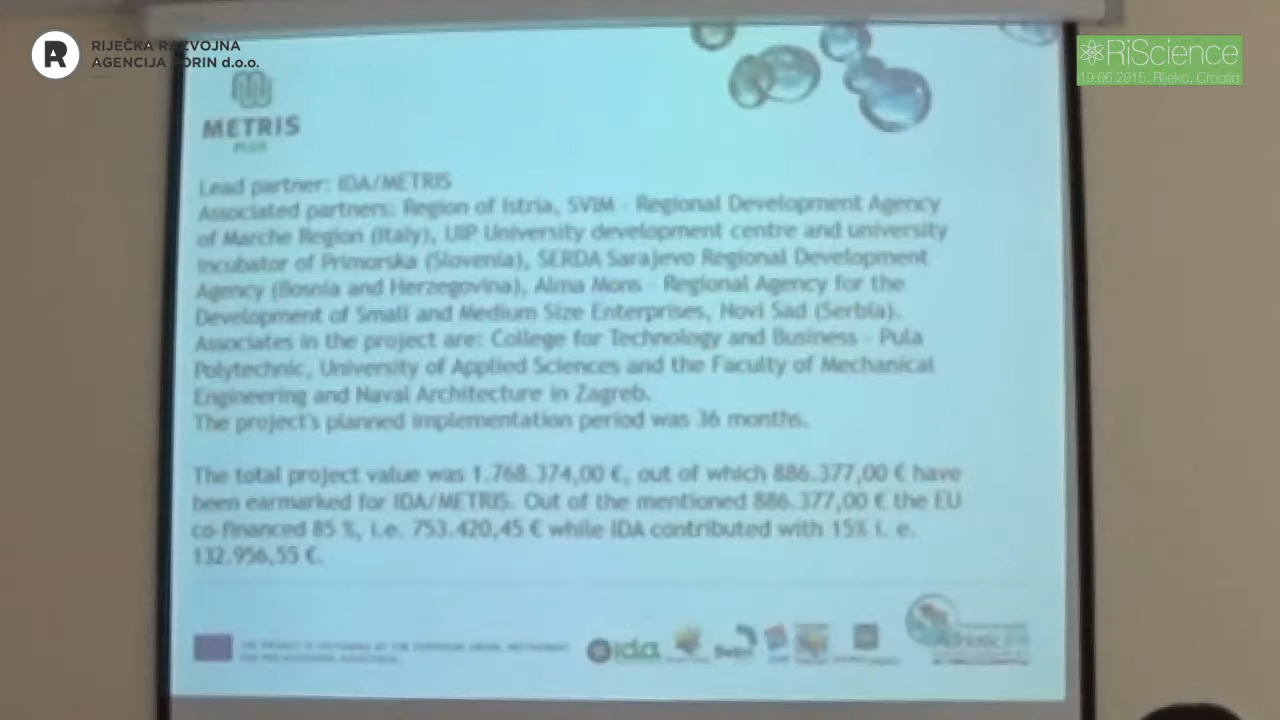 RIJEČKA RAZVOJNA
AGENCIJA PORIN d.o.o.
RiScience
19.06.2015. Rijeka, Croatia
METRIS
PLUS
Lead partner: IDA/METRIS
Associated partners: Region of Istria, SVIM - Regional Development Agency
of Marche Region (Italy), UIP University development centre and university
incubator of Primorska (Slovenia), SERDA Sarajevo Regional Development
Agency (Bosnia and Herzegovina), Alma Mons - Regional Agency for the
Development of Small and Medium Size Enterprises, Novi Sad (Serbia).
Associates in the project are: College for Technology and Business - Pula
Polytechnic, University of Applied Sciences and the Faculty of Mechanical
Engineering and Naval Architecture in Zagreb.
The project's planned implementation period was 36 months.
The total project value was 1.768.374,00 €, out of which 886.377,00 € have
been earmarked for IDA/METRIS. Out of the mentioned 886.377,00 € the EU
co-financed 85 %, i.e. 753.420,45 € while IDA contributed with 15% i. e.
132.956,55 €.
ida
Adriatic